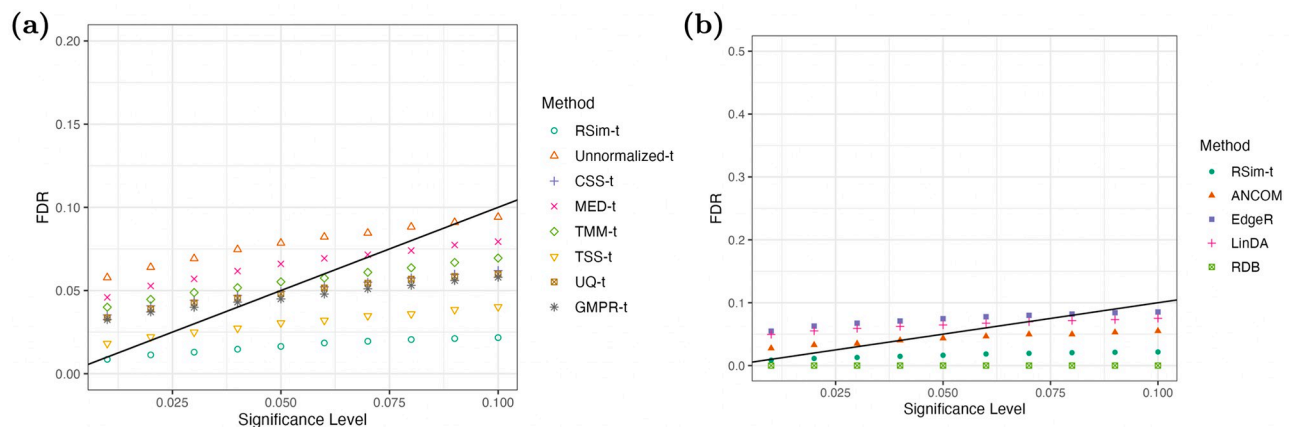 (a)
0.20
0.15
0.10
0.05
0.00
FDR
0.025
0.050
0.075
0.100
Significance Level
Method
RSim-t
Unnormalized-t
CSS-t
MED-t
TMM-t
TSS-t
UQ-t
GMPR-t
(b)
0.5
0.4
0.3
0.2
0.1
0.0
FDR
0.025
0.050
0.075
0.100
Significance Level
Method
RSim-t
ANCOM
EdgeR
LinDA
RDB